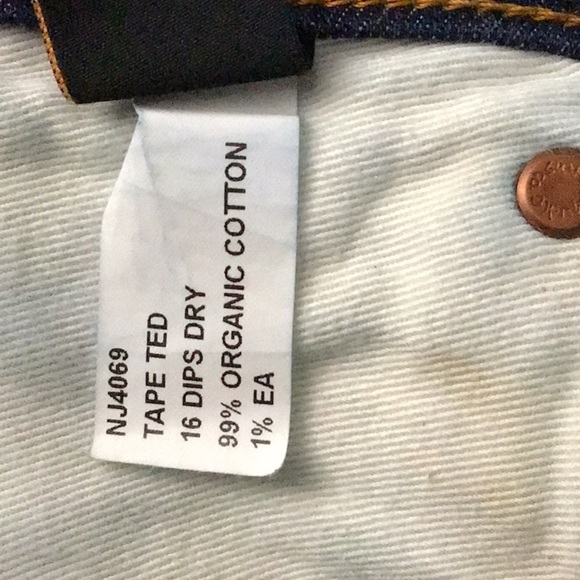 NJ4069
TAPE TED
16 DIPS DRY
99% ORGANIC COTTON
1% EA